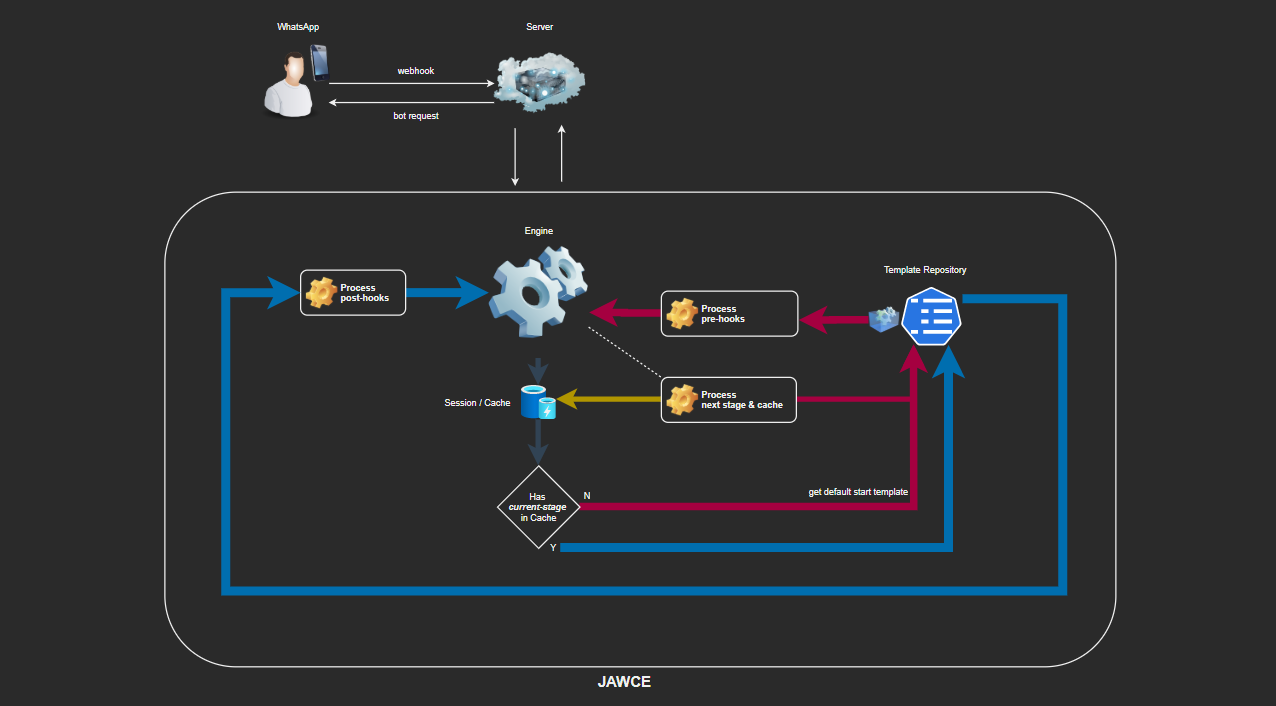 WhatsApp
Server
webhook
bot request
Engine
Template Repository
Process
post-hooks
Process
pre-hooks
Process
next stage & cache
Session / Cache
Has
current-stage
in Cache
N
get default start template
Y
JAWCE